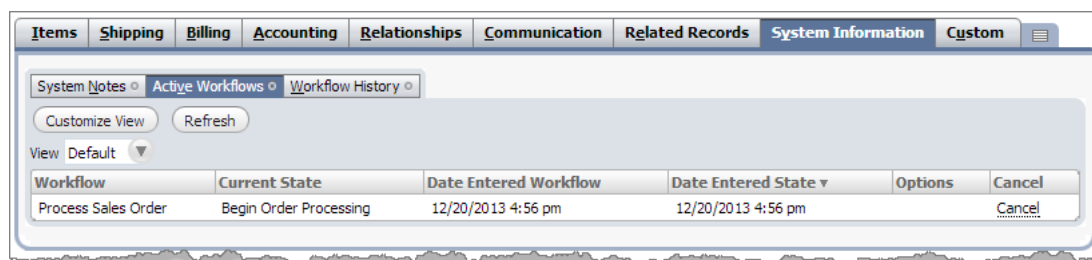 Items Shipping Billing Accounting Relationships Communication Related Records System Information Custom
System Notes Active Workflows Workflow History
Customize View Refresh
View Default
Workflow Current State Date Entered Workflow Date Entered State Options Cancel
Process Sales Order Begin Order Processing 12/20/2013 4:56 pm 12/20/2013 4:56 pm Cancel